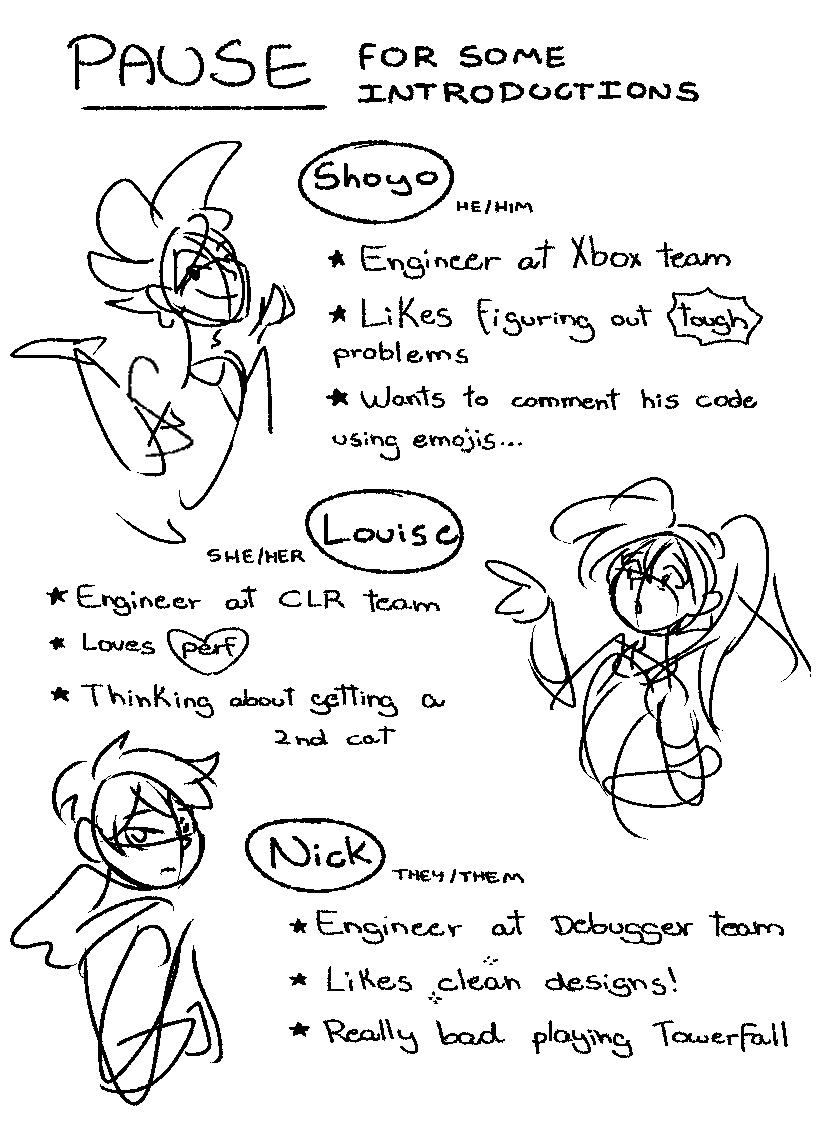 PAUSE FOR SOME
INTRODUCTIONS
Shoyo
HE/HIM
★ Engineer at Xbox team
★ Likes figuring out tough
problems
★ Wants to comment his code
using emojis...
Louise
SHE/HER
★ Engineer at CLR team
★ Loves perf
★ Thinking about getting a
2nd cat
Nick
THEY/THEM
★ Engineer at Debugger team
★ Likes clean designs!
★ Really bad playing Towerfall